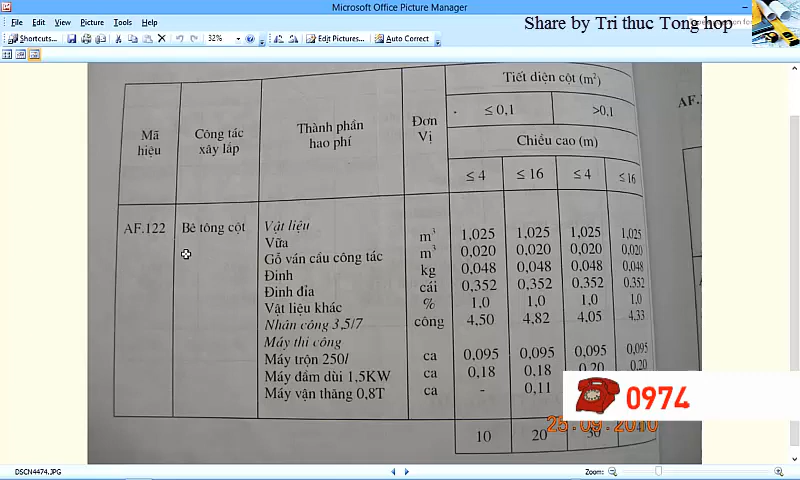 Microsoft Office Picture Manager
File Edit View Picture Tools Help
Share by Tri thuc Tong hop
Shortcuts... 32% Edit Pictures... Auto Correct
Mã hiệu
Công tác xây lắp
Thành phần hao phí
Đơn Vị
Tiết diện cột (m²)
≤ 0,1 >0,1
Chiều cao (m)
≤ 4 ≤ 16 ≤ 4 ≤ 16
AF.122 Bê tông cột Vật liệu
Vữa m³ 1,025 1,025 1,025 1,025
Gỗ ván cầu công tác m³ 0,020 0,020 0,020 0,020
Đinh kg 0,048 0,048 0,048 0,048
Đinh đỉa cái 0,352 0,352 0,352 0,352
Vật liệu khác % 1,0 1,0 1,0 1,0
Nhân công 3,5/7 công 4,50 4,82 4,05 4,33
Máy thi công
Máy trộn 250l ca 0,095 0,095 0,095 0,095
Máy đầm dùi 1,5KW ca 0,18 0,18 0,20 0,20
Máy vận thăng 0,8T ca - 0,11
0974
25.09.2010
10 20 30
DSCN4474.JPG Zoom: